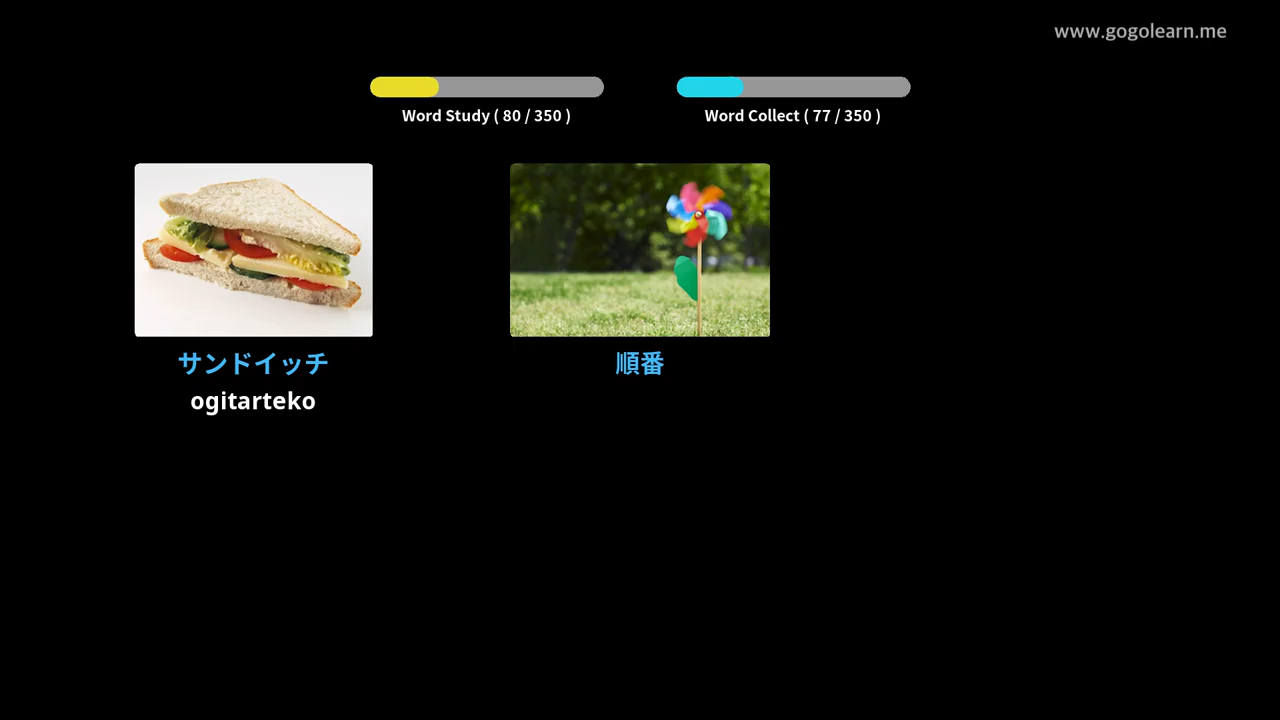 www.gogolearn.me
Word Study ( 80 / 350 )
Word Collect ( 77 / 350 )
サンドイッチ
ogitarteko
順番